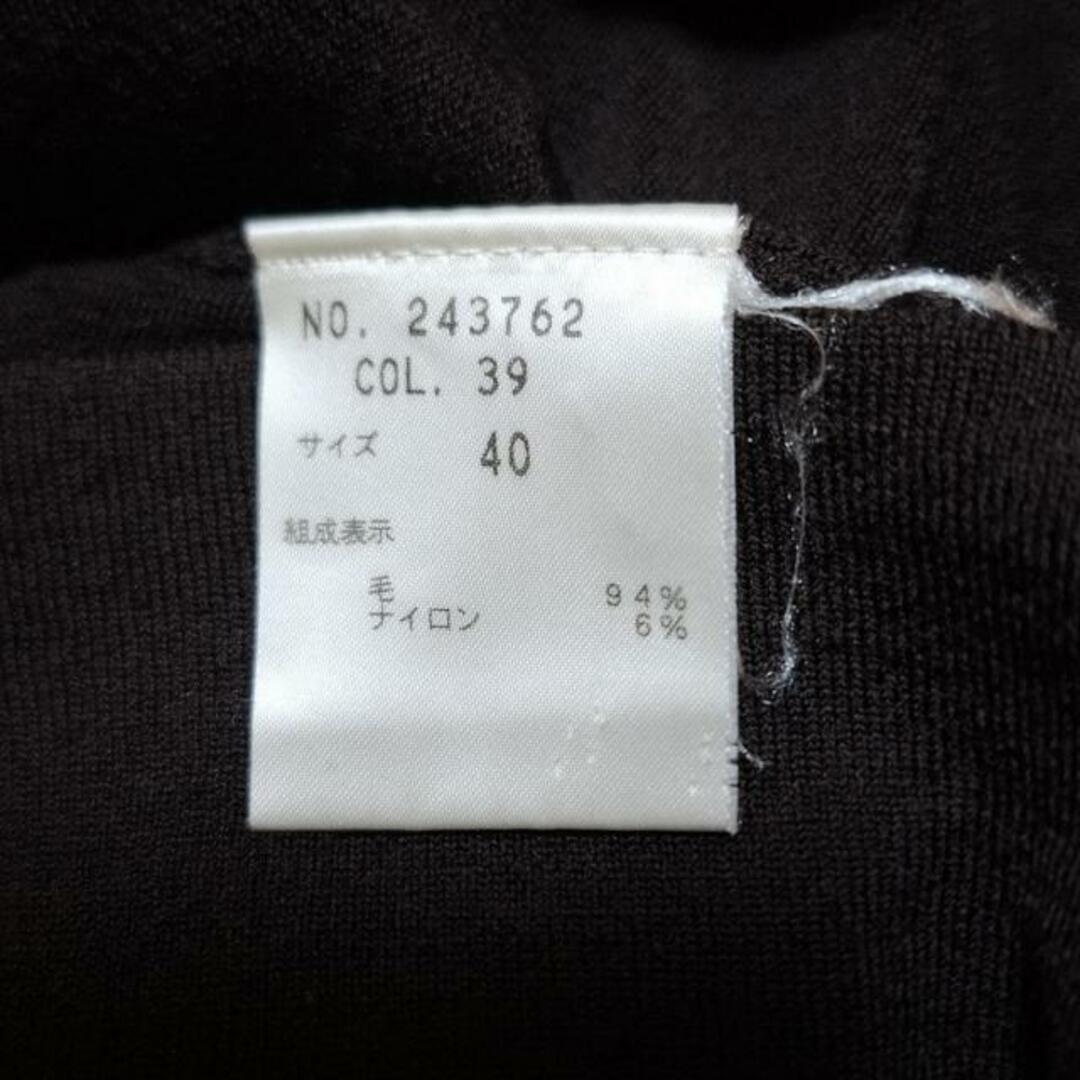 NO. 243762
COL. 39
サイズ 40
組成表示
毛 94%
ナイロン 6%